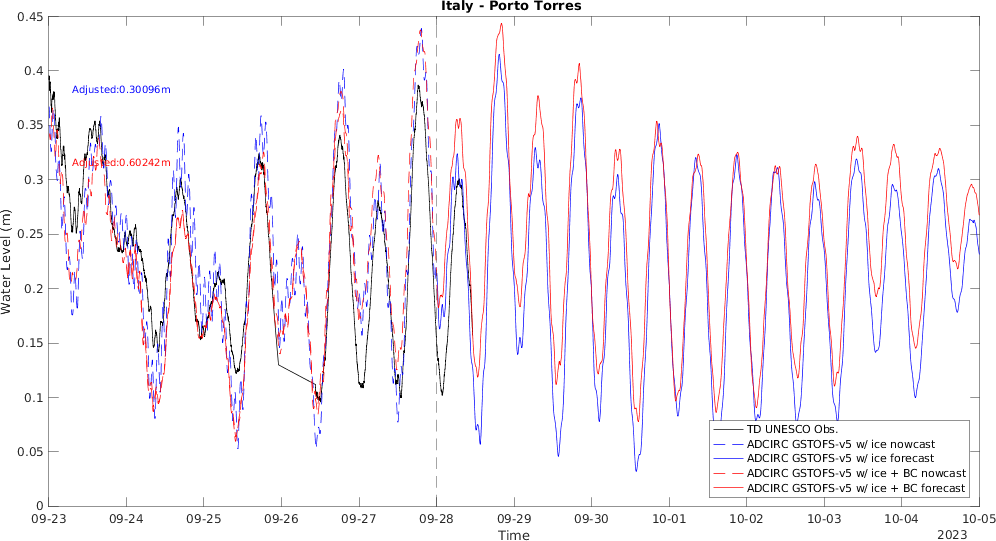 Italy - Porto Torres
Water Level (m)
0.45
0.4
0.35
0.3
0.25
0.2
0.15
0.1
0.05
0
Adjusted:0.30096m
Adjusted:0.60242m
TD UNESCO Obs.
ADCIRC GSTOFS-v5 w/ ice nowcast
ADCIRC GSTOFS-v5 w/ ice forecast
ADCIRC GSTOFS-v5 w/ ice + BC nowcast
ADCIRC GSTOFS-v5 w/ ice + BC forecast
09-23 09-24 09-25 09-26 09-27 09-28 09-29 09-30 10-01 10-02 10-03 10-04 10-05
Time
2023